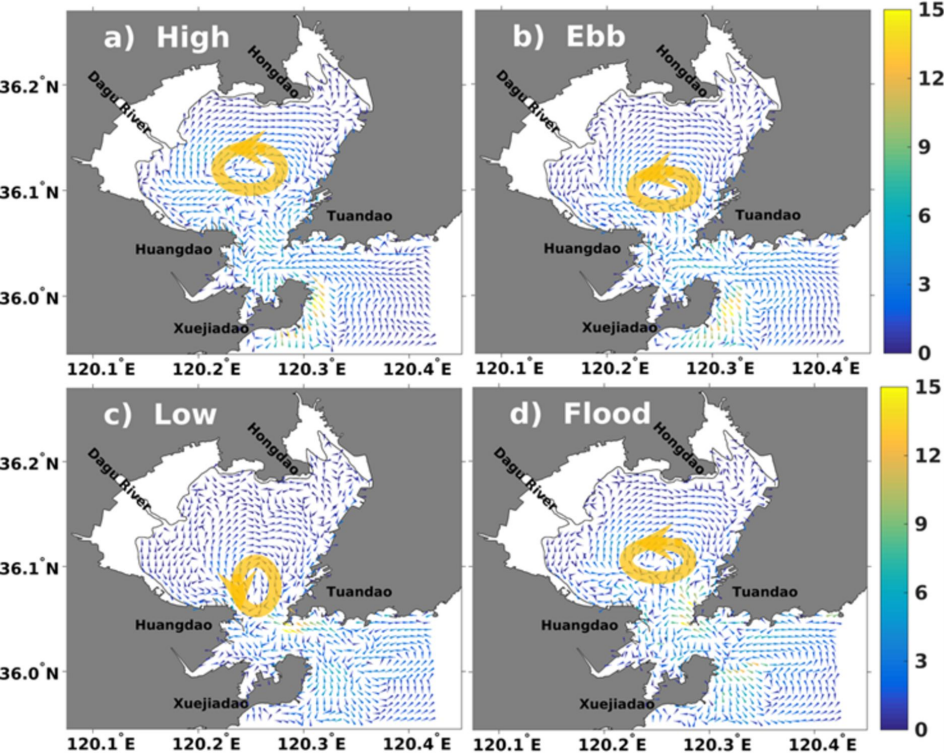 a) High
Hongdao
Dagu River
Tuandao
Huangdao
Xuejiadao
36.2°N
36.1°N
36.0°N
120.1°E 120.2°E 120.3°E 120.4°E
b) Ebb
Hongdao
Dagu River
Tuandao
Huangdao
Xuejiadao
120.1°E 120.2°E 120.3°E 120.4°E
15
12
9
6
3
0
c) Low
Hongdao
Dagu River
Tuandao
Huangdao
Xuejiadao
36.2°N
36.1°N
36.0°N
120.1°E 120.2°E 120.3°E 120.4°E
d) Flood
Hongdao
Dagu River
Tuandao
Huangdao
Xuejiadao
120.1°E 120.2°E 120.3°E 120.4°E
15
12
9
6
3
0